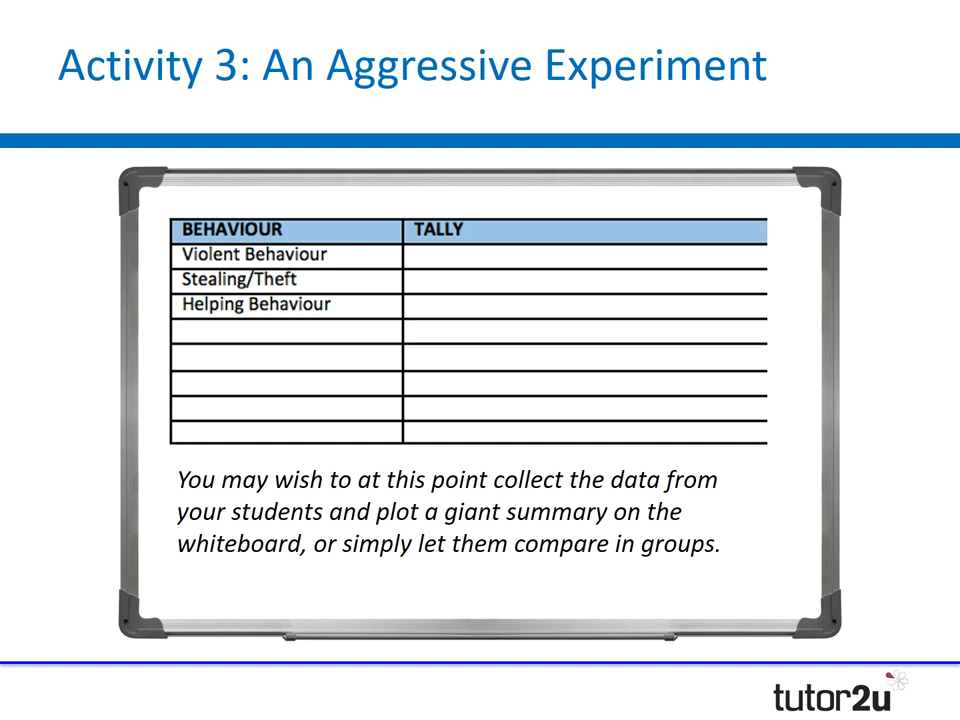 Activity 3: An Aggressive Experiment
BEHAVIOUR TALLY
Violent Behaviour
Stealing/Theft
Helping Behaviour
You may wish to at this point collect the data from
your students and plot a giant summary on the
whiteboard, or simply let them compare in groups.
tutor2u